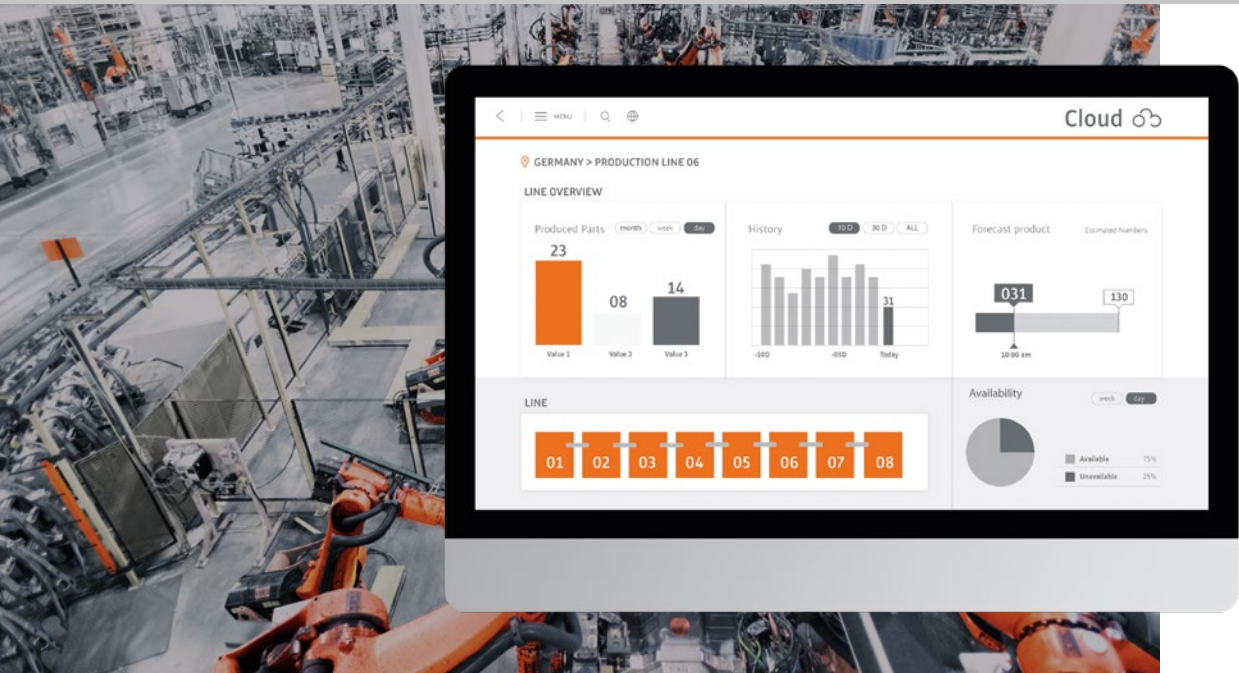 MENU
Cloud
GERMANY > PRODUCTION LINE 06
LINE OVERVIEW
Produced Parts month week day
23
08
14
Value 1 Value 2 Value 3
History 10 D 30 D ALL
31
-10D -05D Today
Forecast product Estimated Numbers
031 130
10:00 am
LINE
01 02 03 04 05 06 07 08
Availability week day
Available 75%
Unavailable 25%